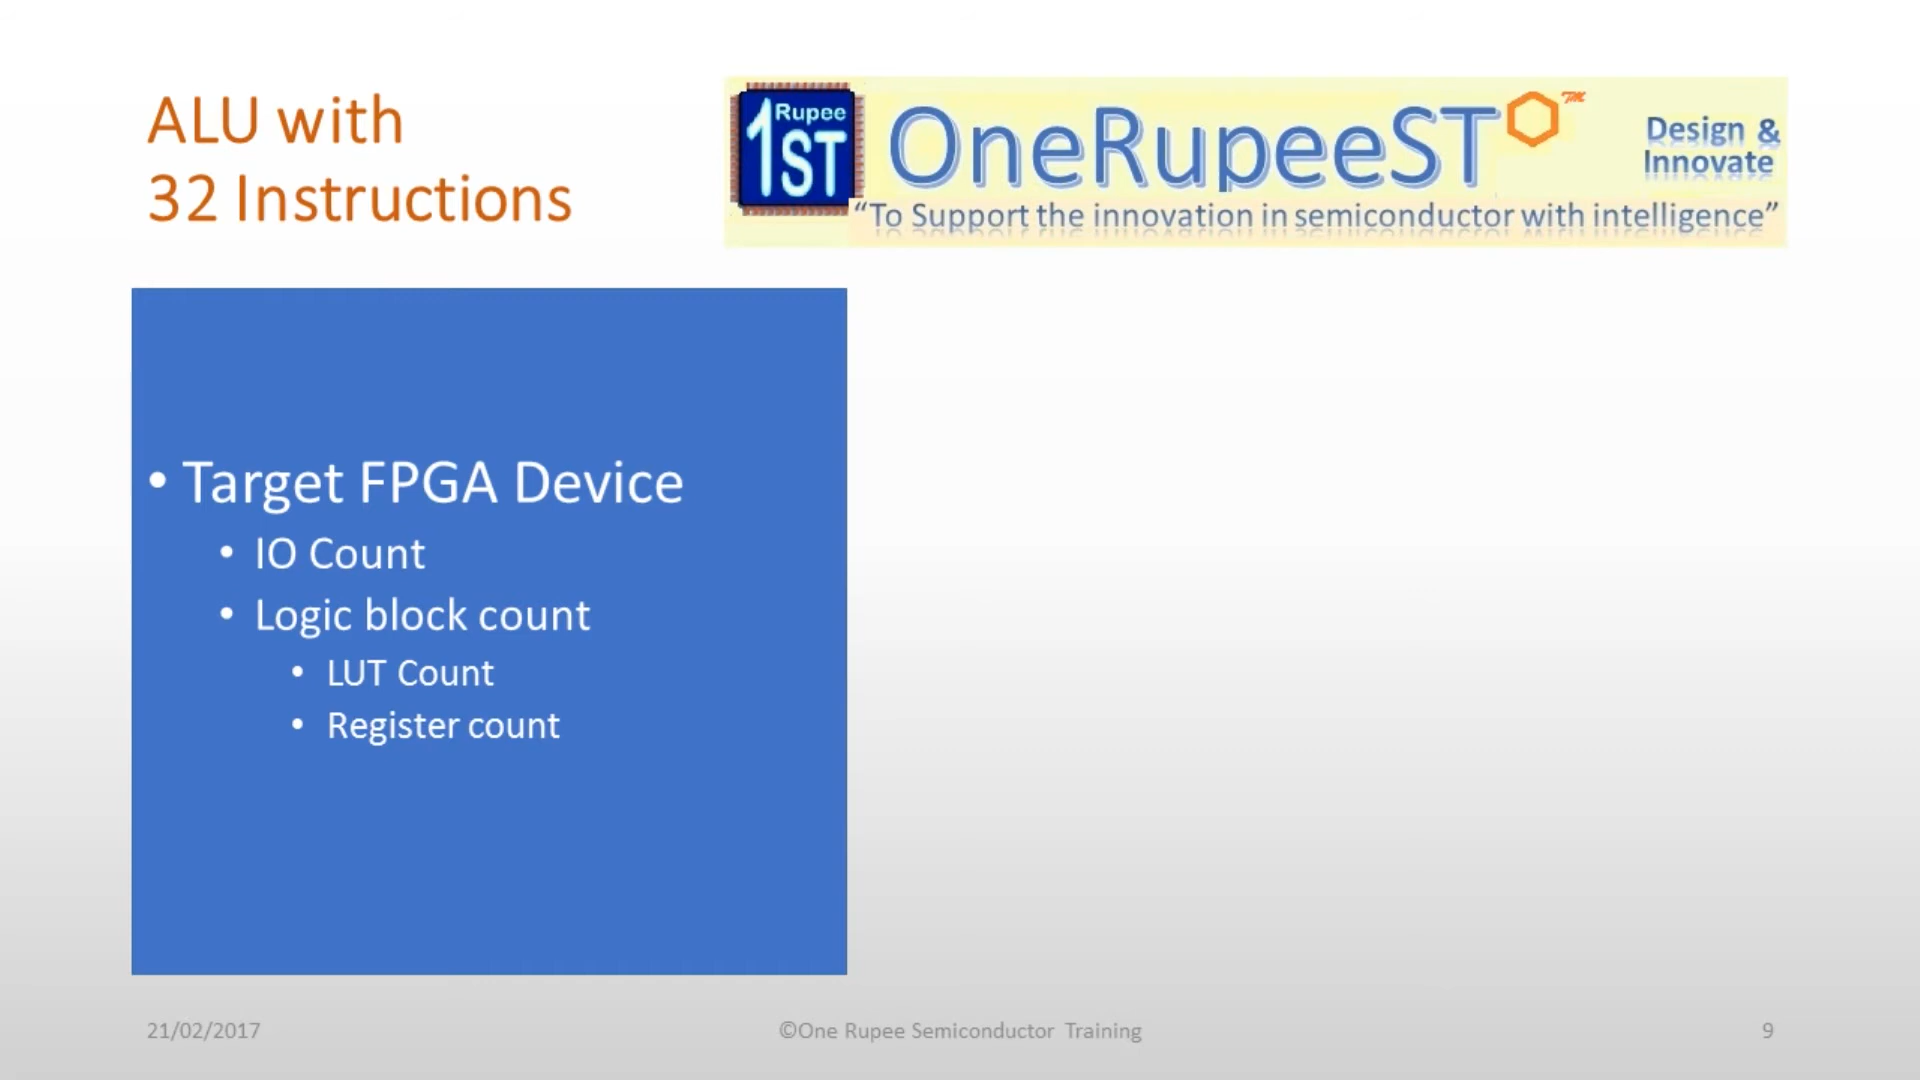 ALU with
32 Instructions
Rupee
1ST
OneRupeeST™
Design &
Innovate
“To Support the innovation in semiconductor with intelligence”
• Target FPGA Device
• IO Count
• Logic block count
• LUT Count
• Register count
21/02/2017
©One Rupee Semiconductor Training
9